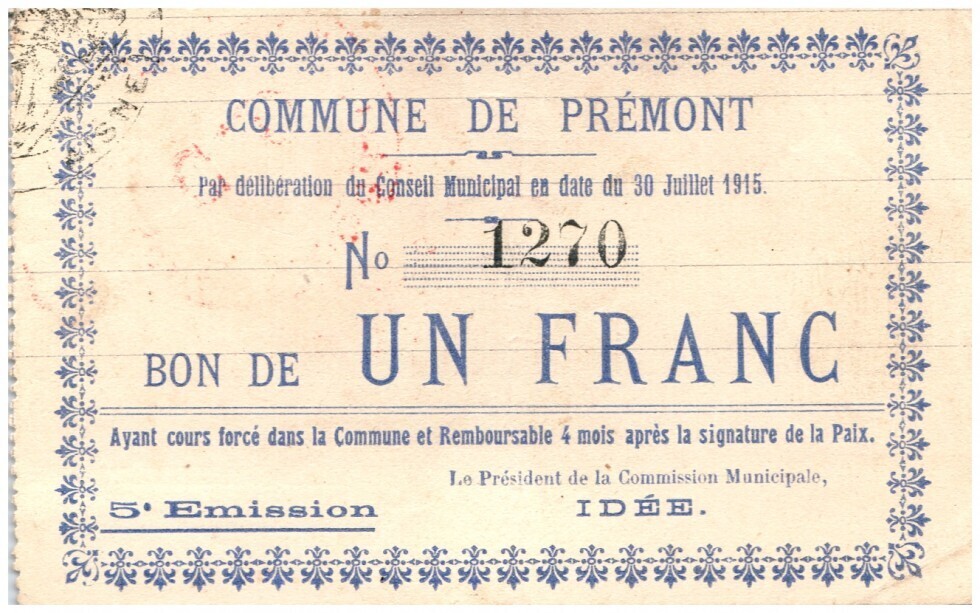 COMMUNE DE PRÉMONT
Par délibération du Conseil Municipal en date du 30 Juillet 1915.
No 1270
BON DE UN FRANC
Ayant cours forcé dans la Commune et Remboursable 4 mois après la signature de la Paix.
Le Président de la Commission Municipale,
5e Emission IDÉE.